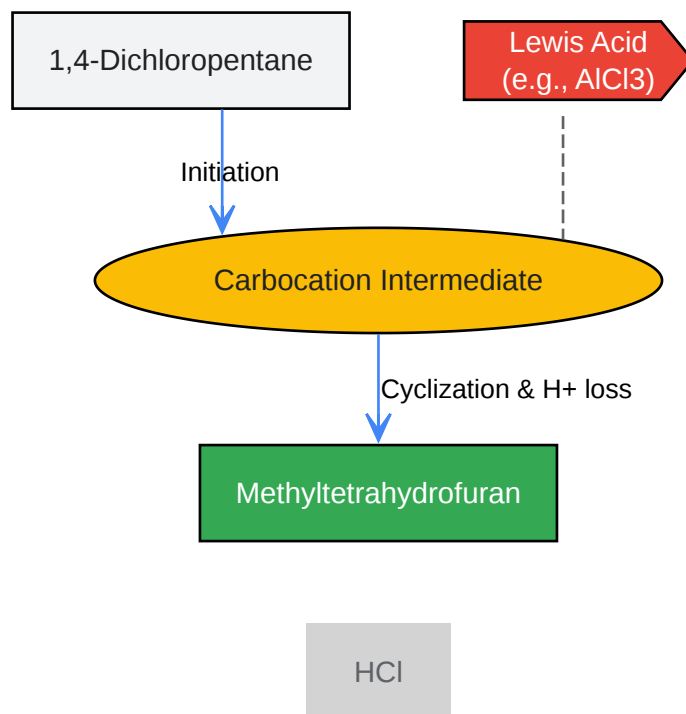 1,4-Dichloropentane
Lewis Acid
(e.g., AlCl3)
Initiation
Carbocation Intermediate
Cyclization & H+ loss
Methyltetrahydrofuran
HCl